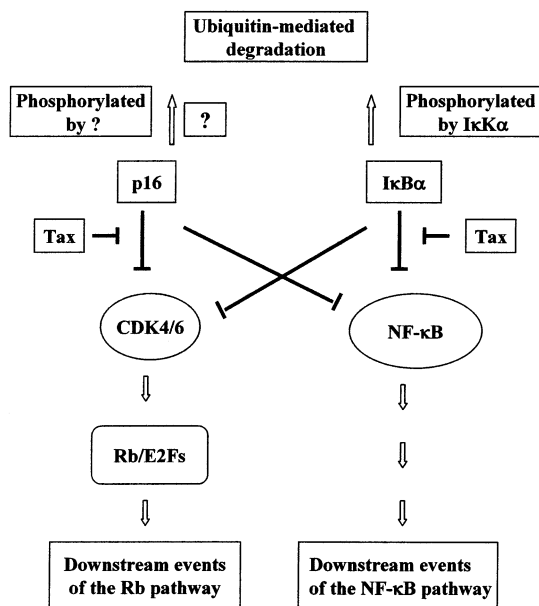 Ubiquitin-mediated
degradation
Phosphorylated
by ?
?
Phosphorylated
by IκKα
p16
IκBα
Tax
Tax
CDK4/6
NF-κB
Rb/E2Fs
Downstream events
of the Rb pathway
Downstream events
of the NF-κB pathway